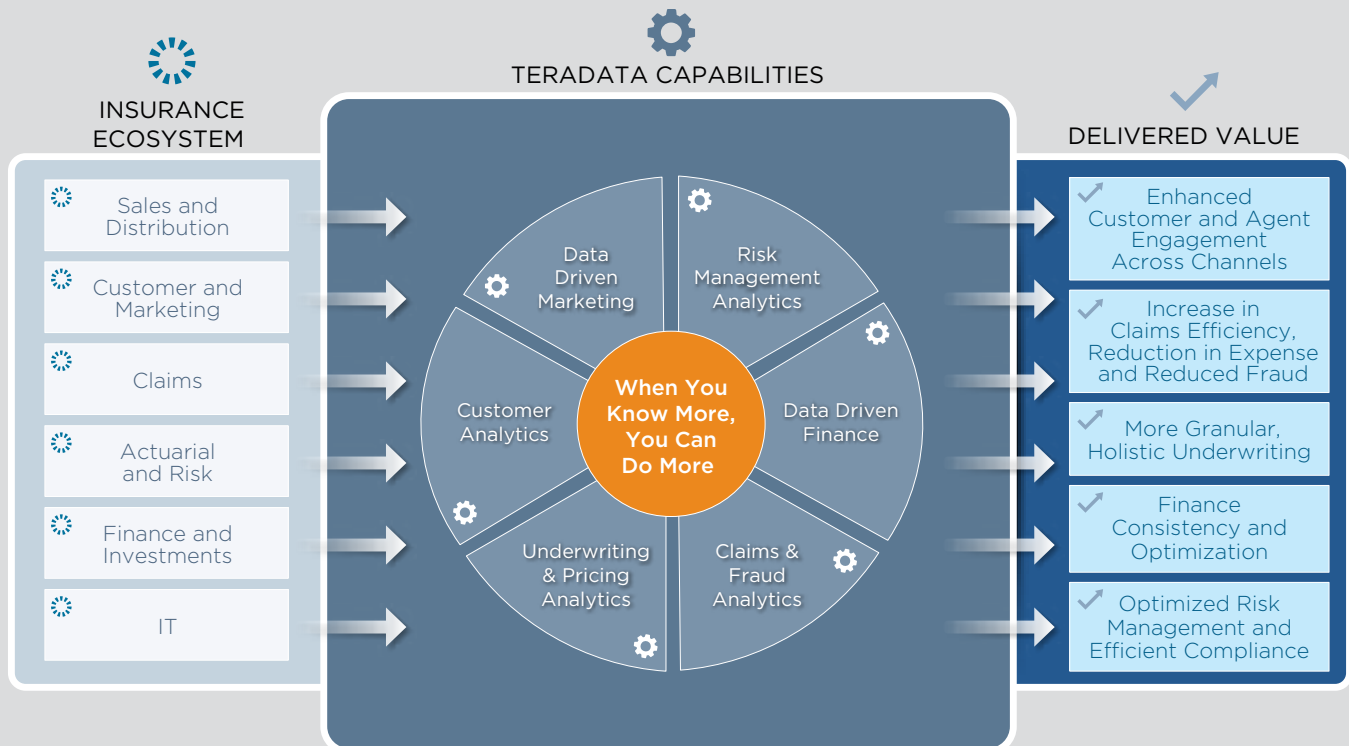 TERADATA CAPABILITIES
INSURANCE
ECOSYSTEM
DELIVERED VALUE
Sales and
Distribution
Customer and
Marketing
Claims
Actuarial
and Risk
Finance and
Investments
IT
Data
Driven
Marketing
Risk
Management
Analytics
Customer
Analytics
When You
Know More,
You Can
Do More
Data Driven
Finance
Underwriting
& Pricing
Analytics
Claims &
Fraud
Analytics
Enhanced
Customer and Agent
Engagement
Across Channels
Increase in
Claims Efficiency,
Reduction in Expense
and Reduced Fraud
More Granular,
Holistic Underwriting
Finance
Consistency and
Optimization
Optimized Risk
Management and
Efficient Compliance